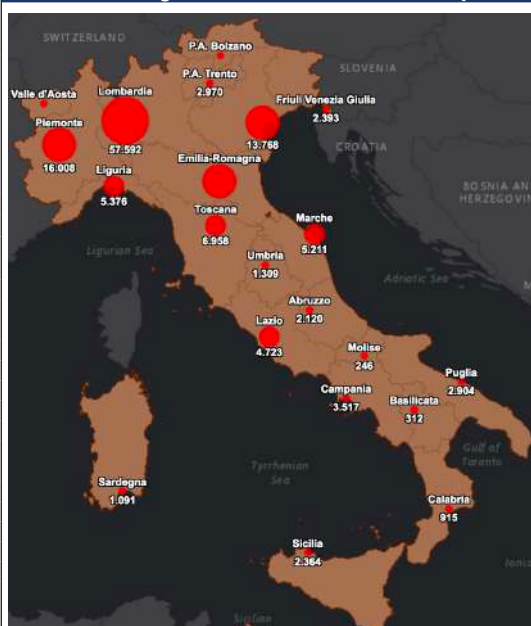 SWITZERLAND
P.A. Bolzano
SLOVENIA
P.A. Trento
2.970
Valle d'Aosta
Lombardia
57.592
Friuli Venezia Giulia
2.393
Piemonte
16.008
13.768
CROATIA
Emilia-Romagna
Liguria
5.376
BOSNIA AN
HERZEGOVIN
Toscana
6.958
Marche
5.211
Ligurian Sea
Umbria
1.309
Adriatic Sea
Abruzzo
2.120
Lazio
4.723
Molise
246
Puglia
2.904
Campania
3.517
Basilicata
312
Gulf of
Taranto
Tyrrhenian
Sea
Sardegna
1.091
Calabria
915
Sicilia
2.364
Ionia
Sicilian